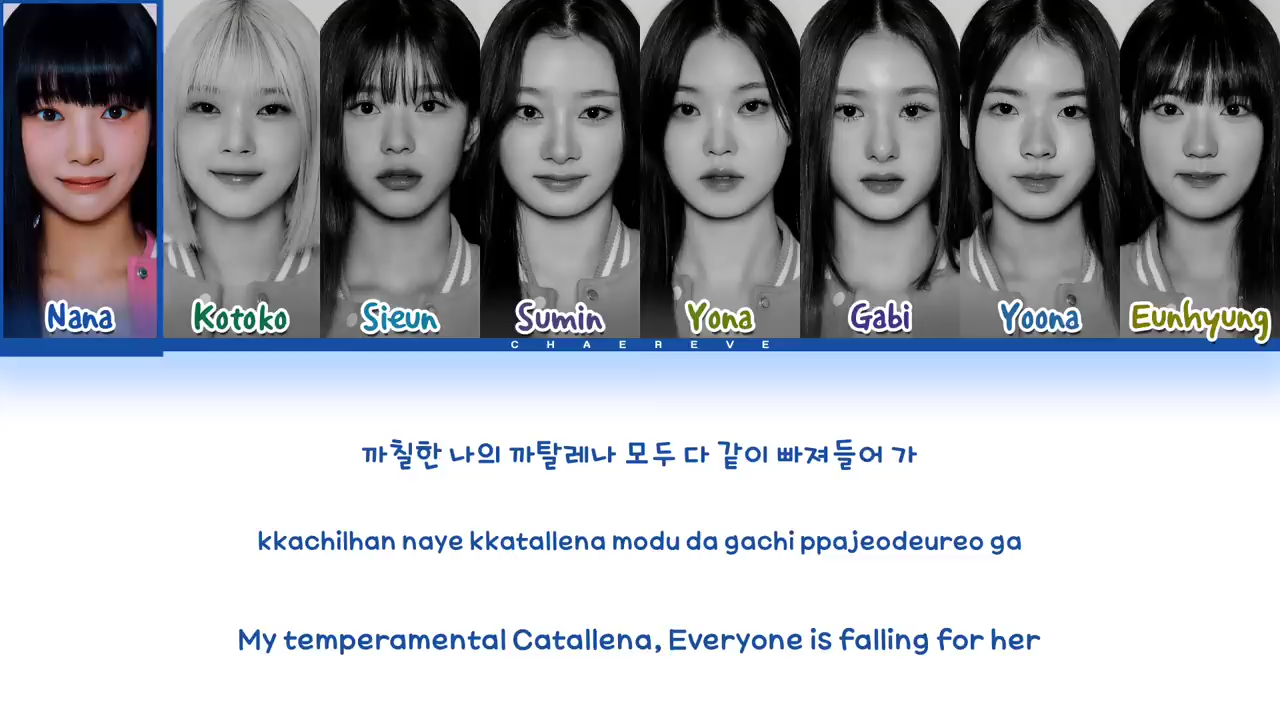 Nana Kotoko Sieun Sumin Yona Gabi Yoona Eunhyung
CHAEREVE
까칠한 나의 까탈레나 모두 다 같이 빠져들어 가
kkachilhan naye kkatallena modu da gachi ppajeodeureo ga
My temperamental Catallena, Everyone is falling for her